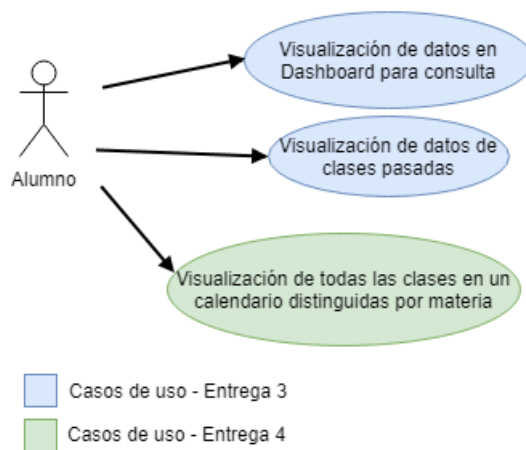 Visualización de datos en
Dashboard para consulta
Visualización de datos de
clases pasadas
Alumno
Visualización de todas las clases en un
calendario distinguidas por materia
Casos de uso - Entrega 3
Casos de uso - Entrega 4